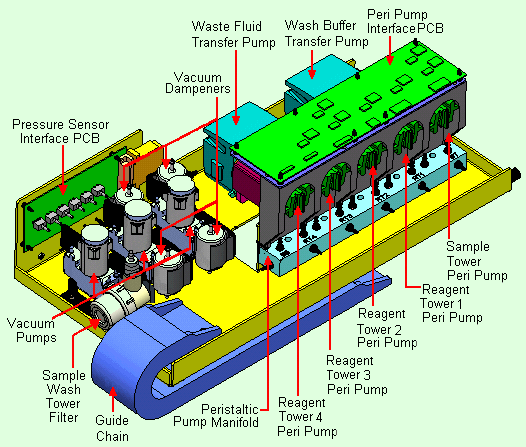 Waste Fluid
Transfer Pump
Wash Buffer
Transfer Pump
Peri Pump
Interface PCB
Vacuum
Dampeners
Pressure Sensor
Interface PCB
Sample
Tower
Peri Pump
Reagent
Tower 1
Peri Pump
Reagent
Tower 2
Peri Pump
Reagent
Tower 3
Peri Pump
Reagent
Tower 4
Peri Pump
Peristaltic
Pump Manifold
Vacuum
Pumps
Sample
Wash
Tower
Filter
Guide
Chain